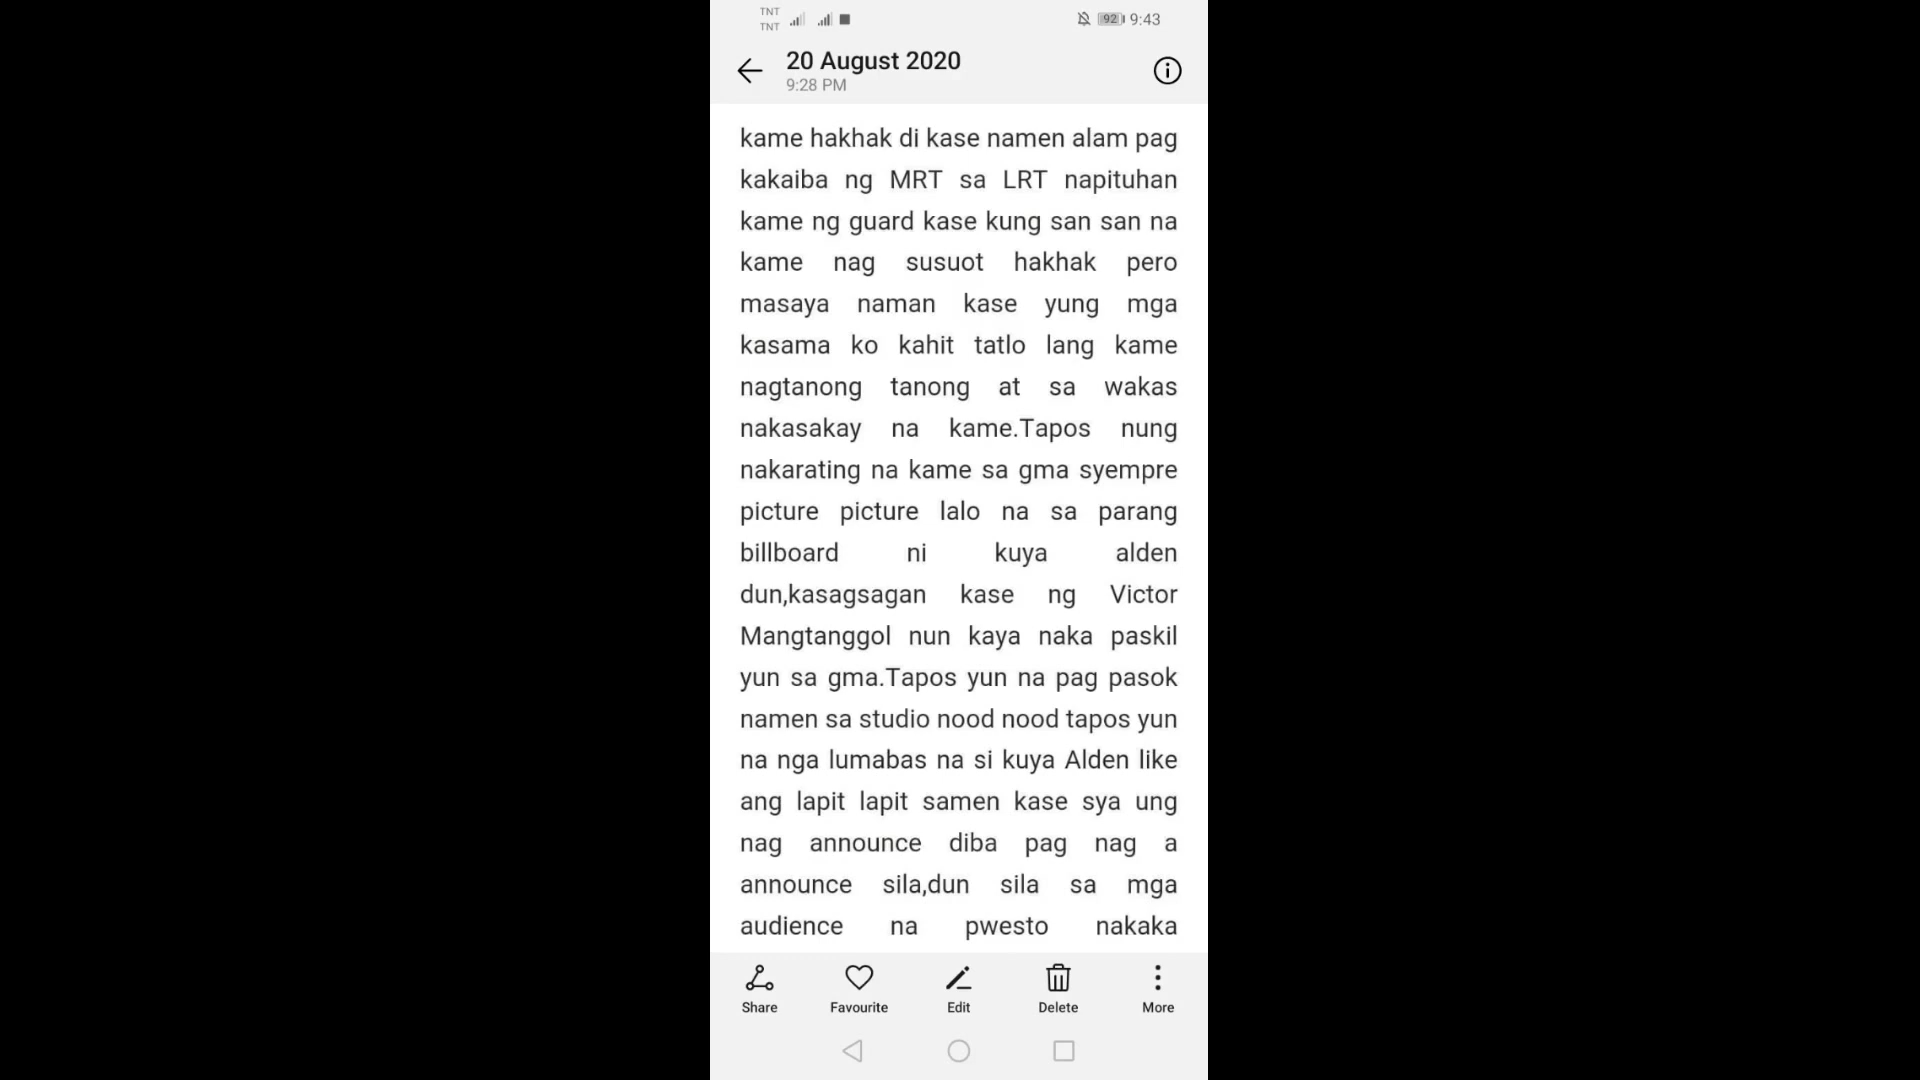 TNT
TNT
92 9:43
20 August 2020
9:28 PM
kame hakhak di kase namen alam pag
kakaiba ng MRT sa LRT napituhan
kame ng guard kase kung san san na
kame nag susuot hakhak pero
masaya naman kase yung mga
kasama ko kahit tatlo lang kame
nagtanong tanong at sa wakas
nakasakay na kame.Tapos nung
nakarating na kame sa gma syempre
picture picture lalo na sa parang
billboard ni kuya alden
dun,kasagsagan kase ng Victor
Mangtanggol nun kaya naka paskil
yun sa gma.Tapos yun na pag pasok
namen sa studio nood nood tapos yun
na nga lumabas na si kuya Alden like
ang lapit lapit samen kase sya ung
nag announce diba pag nag a
announce sila,dun sila sa mga
audience na pwesto nakaka
Share Favourite Edit Delete More